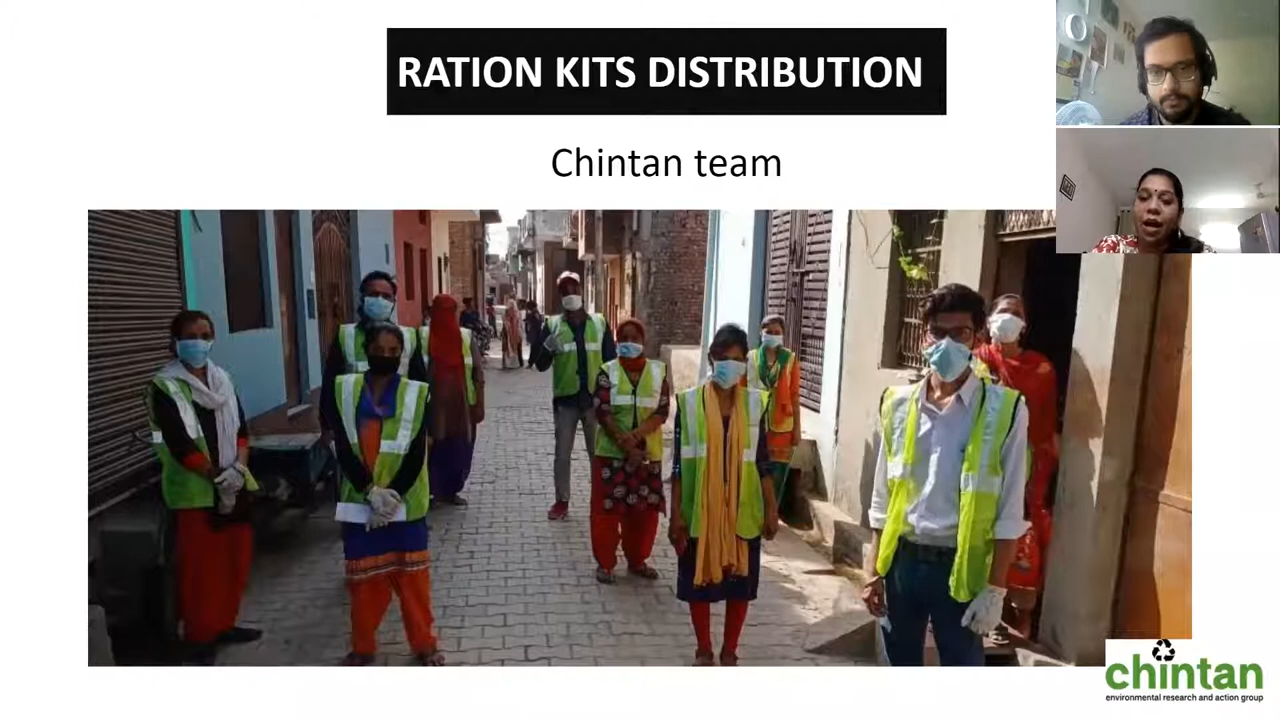 RATION KITS DISTRIBUTION
Chintan team
chintan
environmental research and action group